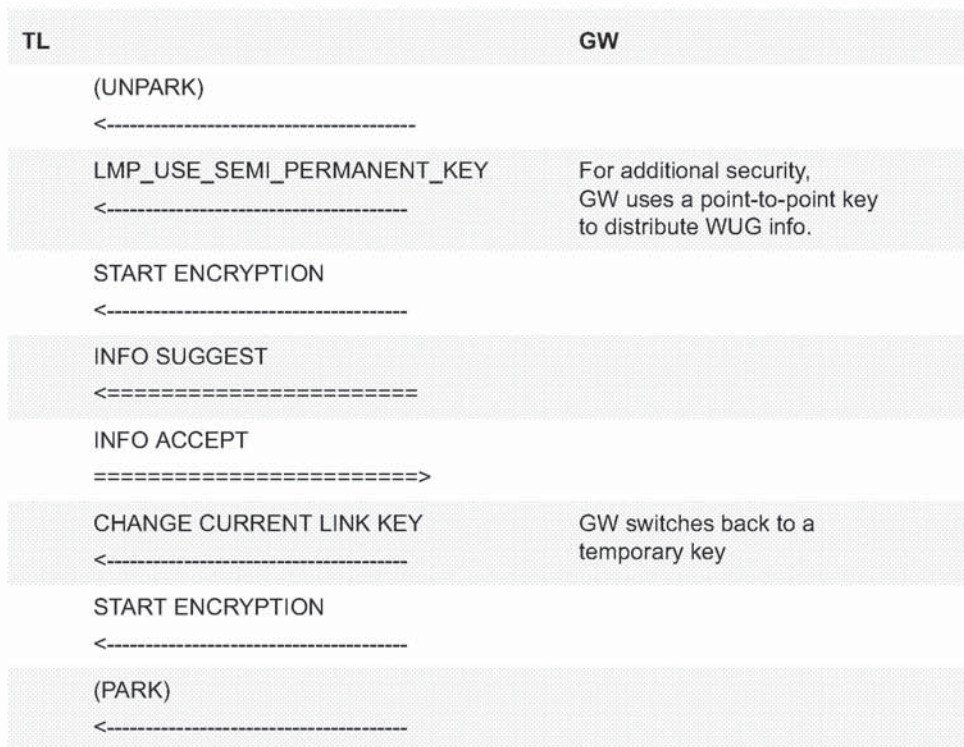 TL GW
(UNPARK)
<----------------------------------------
LMP_USE_SEMI_PERMANENT_KEY For additional security,
<--------------------------------------- GW uses a point-to-point key
to distribute WUG info.
START ENCRYPTION
<---------------------------------------
INFO SUGGEST
<=======================
INFO ACCEPT
========================>
CHANGE CURRENT LINK KEY GW switches back to a
<--------------------------------------- temporary key
START ENCRYPTION
<---------------------------------------
(PARK)
<---------------------------------------